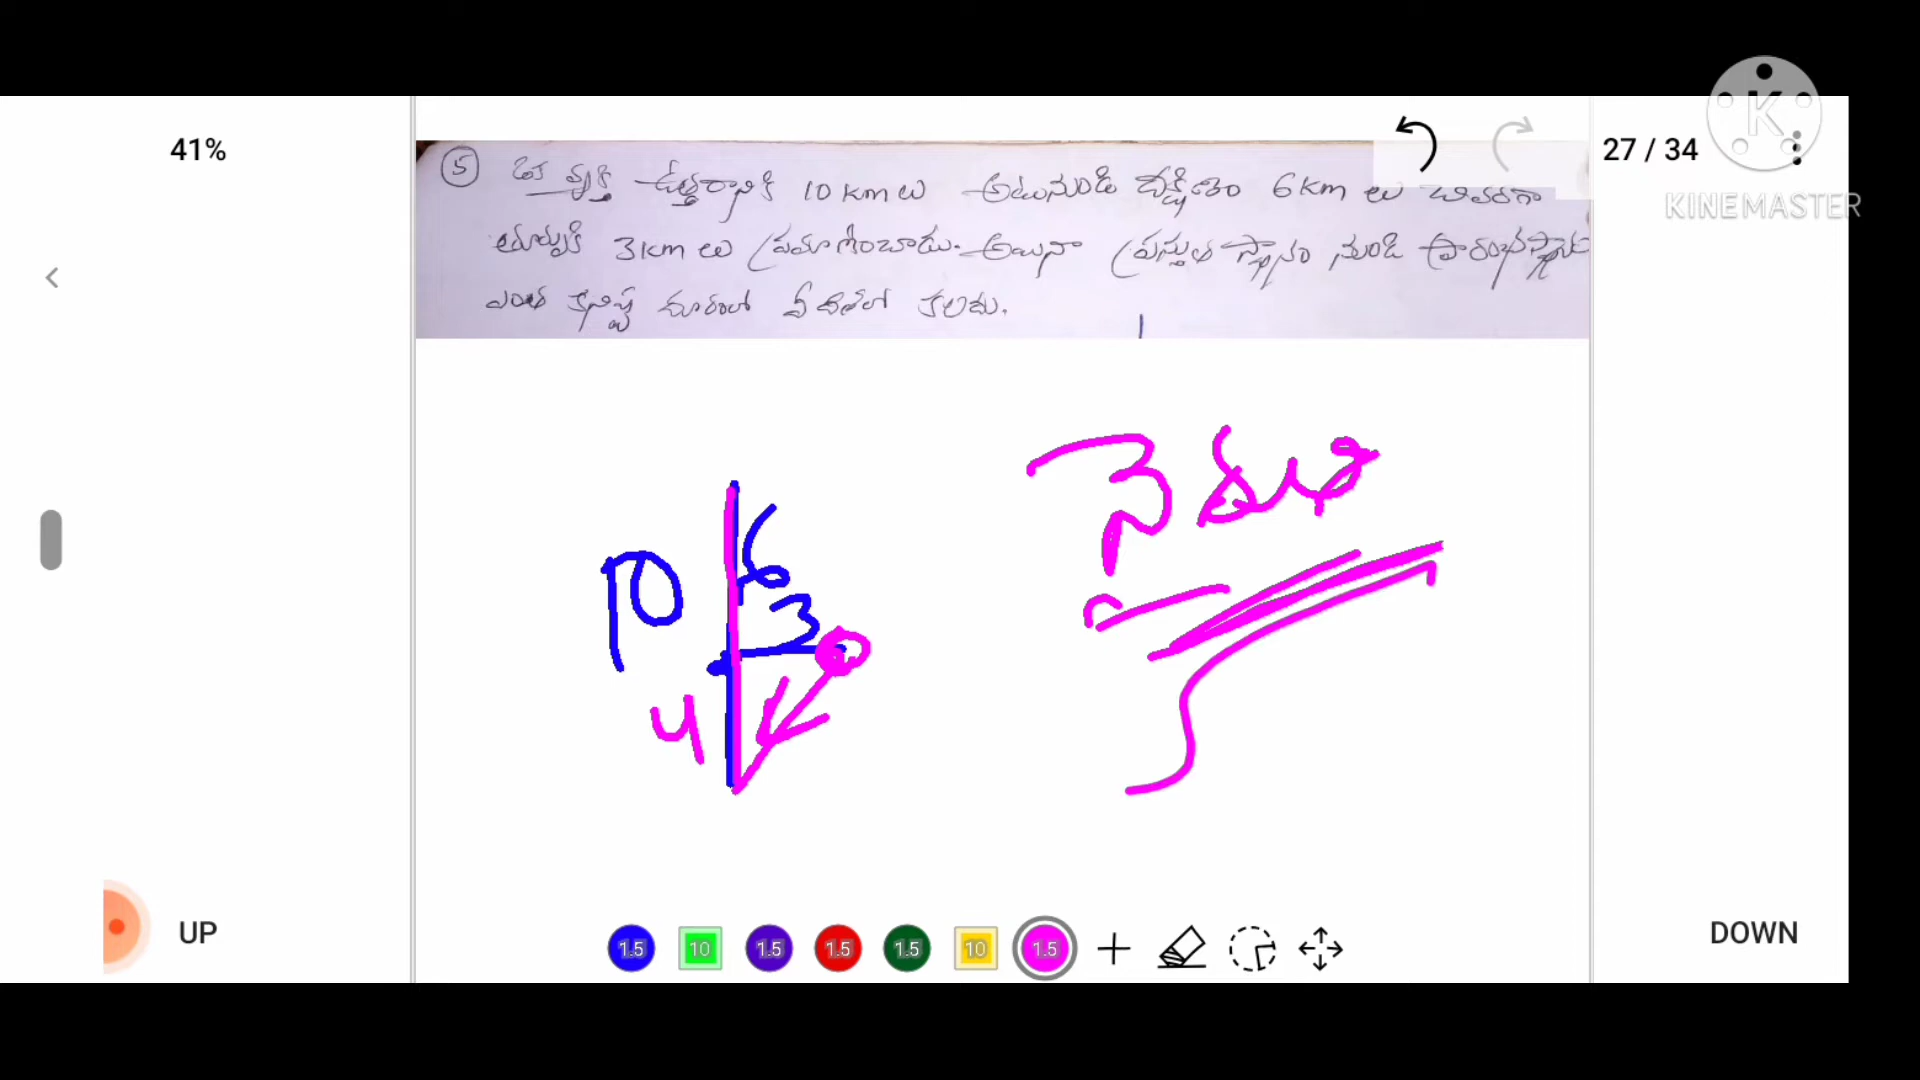 41%
27 / 34
KINEMASTER
5 ఒక వ్యక్తి ఉత్తరానికి 10 km లు అటునుండి దక్షిణం 6 km లు చివరగా
తూర్పుకి 3 km లు ప్రయాణించాడు. అయినా ప్రస్తుత స్థానం నుండి ప్రారంభస్థానం
ఎంత కనిష్ట దూరంలో ఏ దిశలో కలదు.
10
6
3
4
UP
DOWN
1.5 10 1.5 1.5 1.5 10 1.5